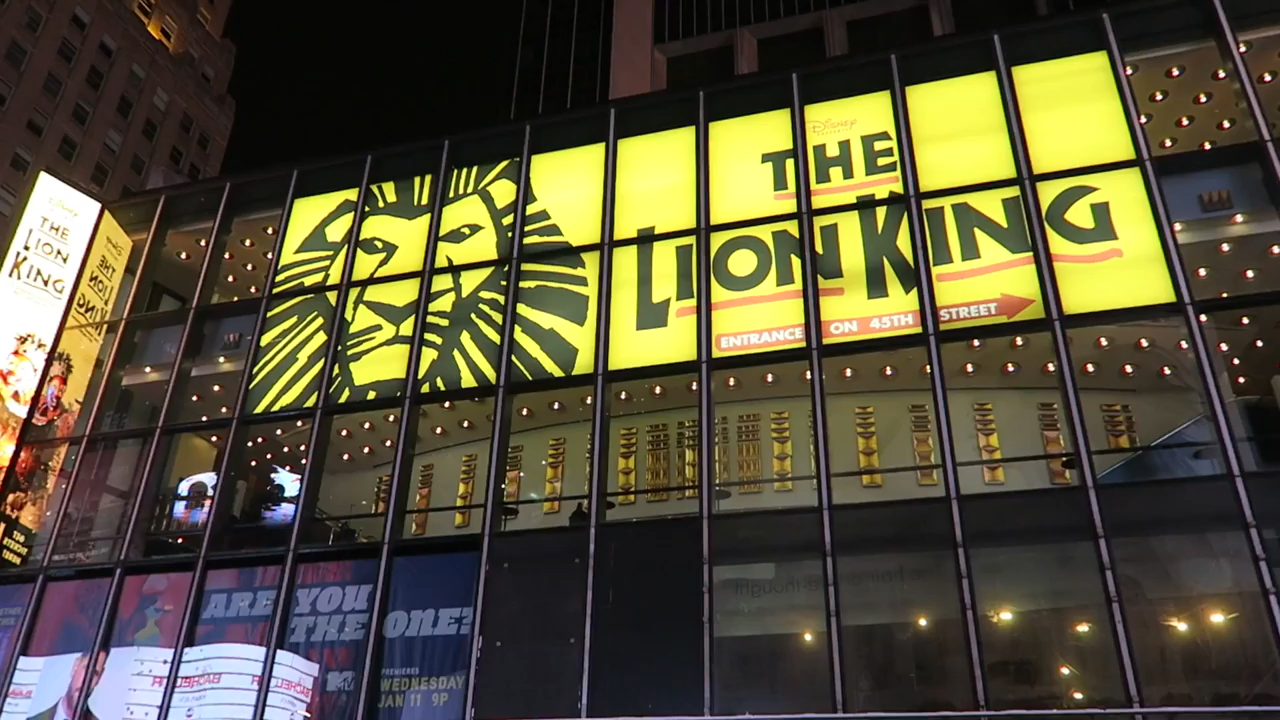 Disney
THE
LION KING
ENTRANCE ON 45TH STREET
THE
LION
KING
THE
LION
KING
ARE YOU
THE ONE?
PREMIERES
WEDNESDAY
JAN 11 9P
MTV
BACHELOR